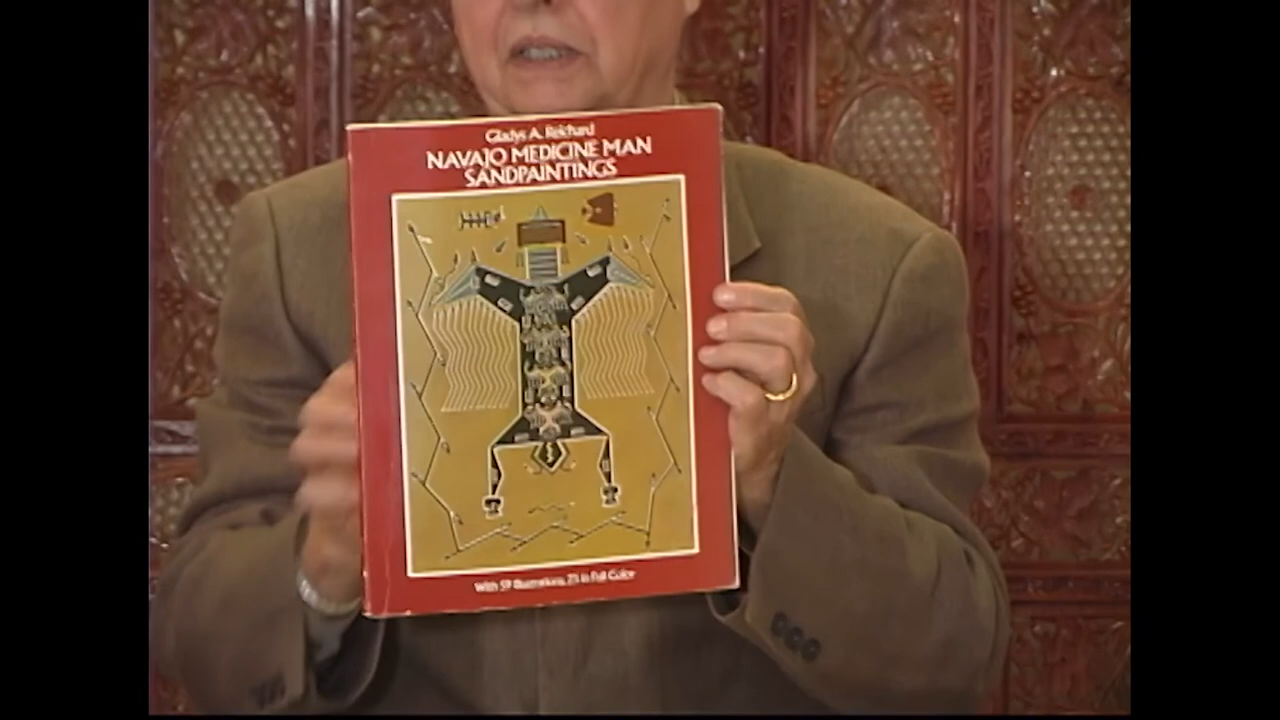 Gladys A. Reichard
NAVAJO MEDICINE MAN
SANDPAINTINGS
With 59 Illustrations, 25 in Full Color